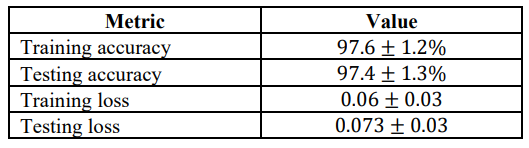 Metric Value
Training accuracy 97.6 ± 1.2%
Testing accuracy 97.4 ± 1.3%
Training loss 0.06 ± 0.03
Testing loss 0.073 ± 0.03